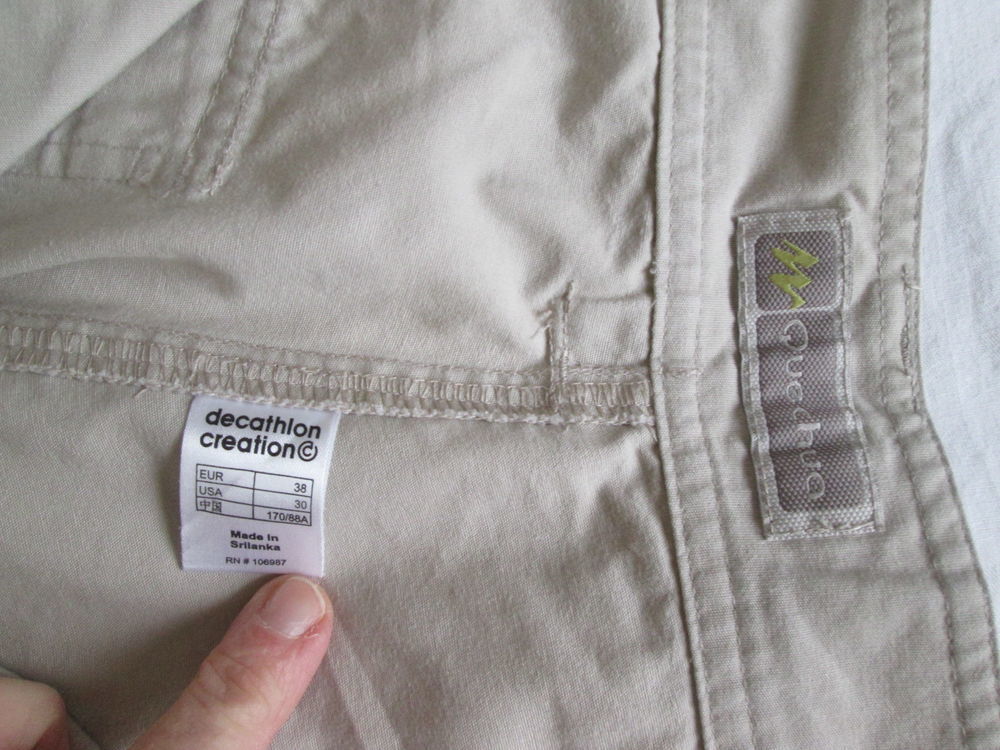 decathlon
creation©
EUR 38
USA 30
中国 170/88A
Made in
Srilanka
RN # 106987
Quechua